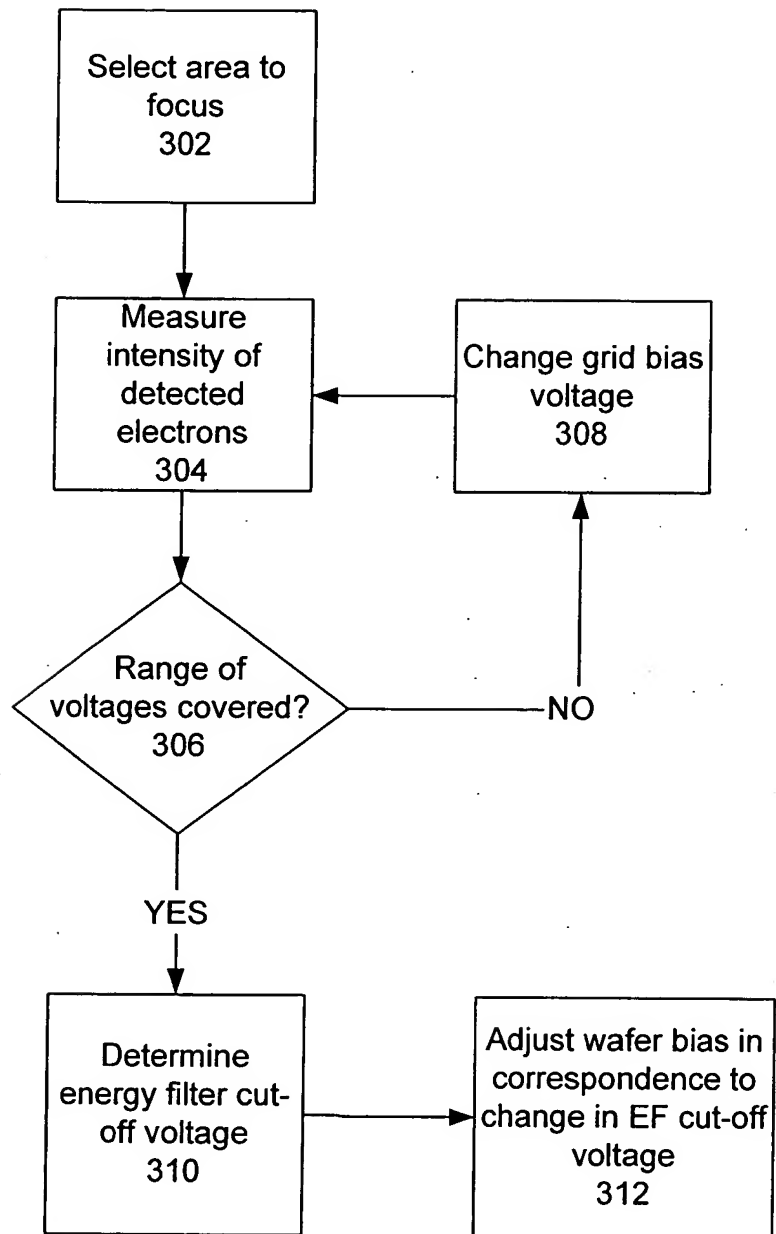 Select area to
focus
302
Measure
intensity of
detected
electrons
304
Change grid bias
voltage
308
Range of
voltages covered?
306
NO
YES
Determine
energy filter cut-
off voltage
310
Adjust wafer bias in
correspondence to
change in EF cut-off
voltage
312